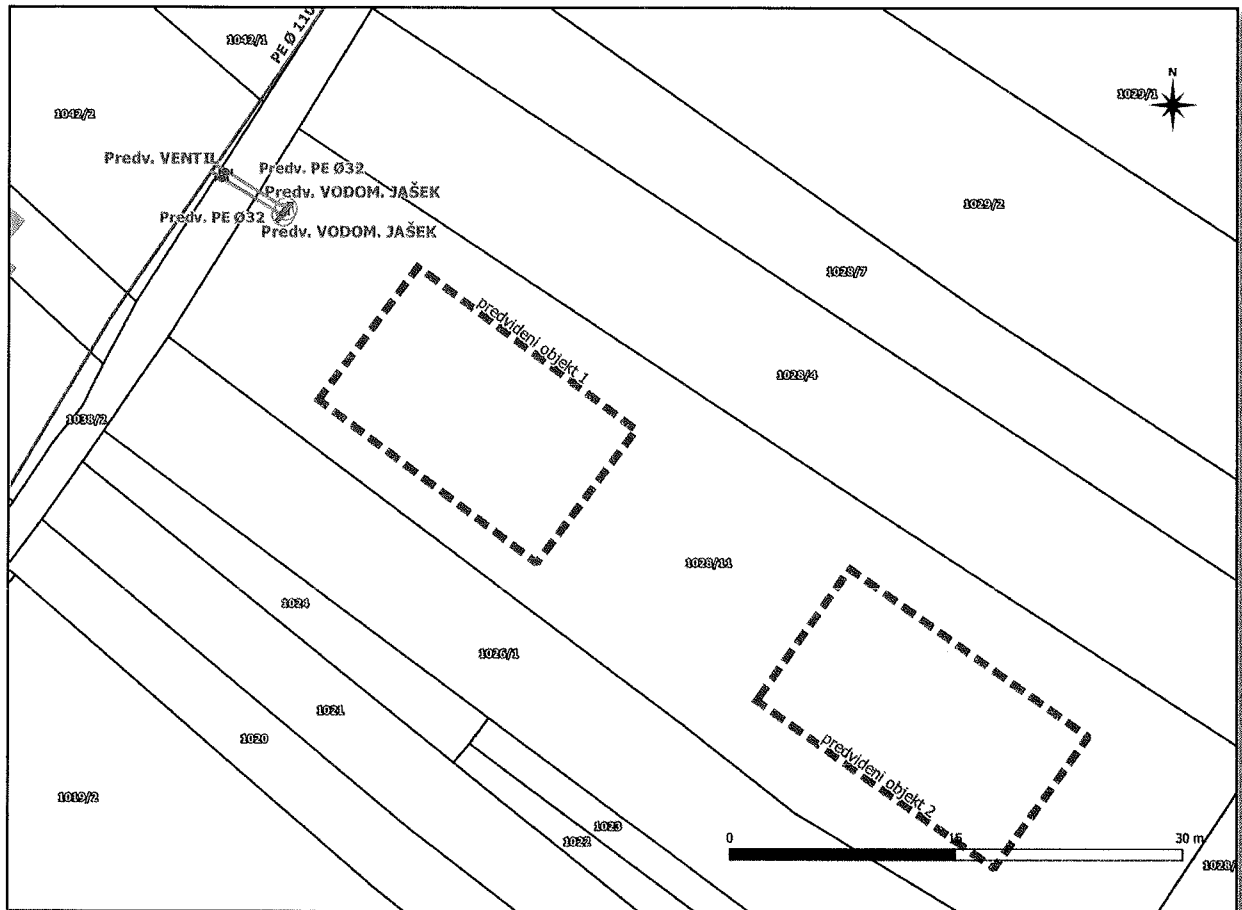 1042/1
PE Ø 110
N
1029/1
1042/2
Predv. VENTIL
Predv. PE Ø32
Predv. VODOM. JAŠEK
Predv. PE Ø32
Predv. VODOM. JAŠEK
1029/2
1028/7
predvideni objekt 1
1028/4
1038/2
1028/11
1024
1026/1
1021
1020
predvideni objekt 2
1019/2
1023
1022
0
15
30 m
1028/